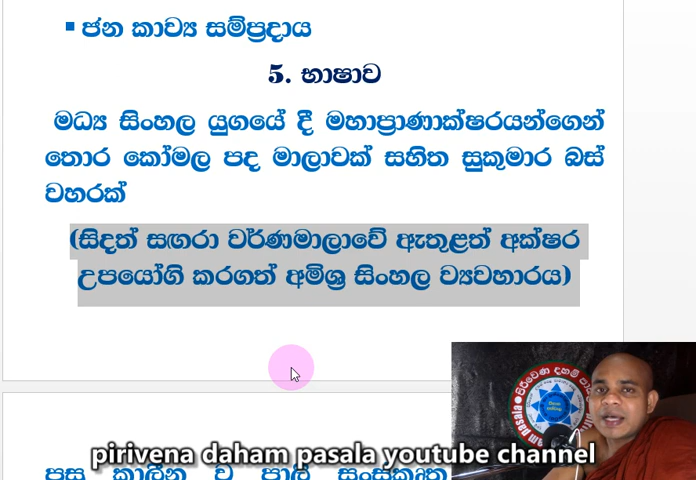 ▪ ජන කාව්‍ය සම්ප්‍රදාය
5. භාෂාව
මධ්‍ය සිංහල යුගයේ දී මහාප්‍රාණාක්ෂරයන්ගෙන්
තොර කෝමල පද මාලාවක් සහිත සුකුමාර බස්
වහරක්
(සිදත් සඟරා වර්ණමාලාවේ ඇතුළත් අක්ෂර
උපයෝගි කරගත් අමිශ්‍ර සිංහල ව්‍යවහාරය)
pirivena daham pasala youtube channel
පසු කාලීන ව පාලි සංස්කෘත